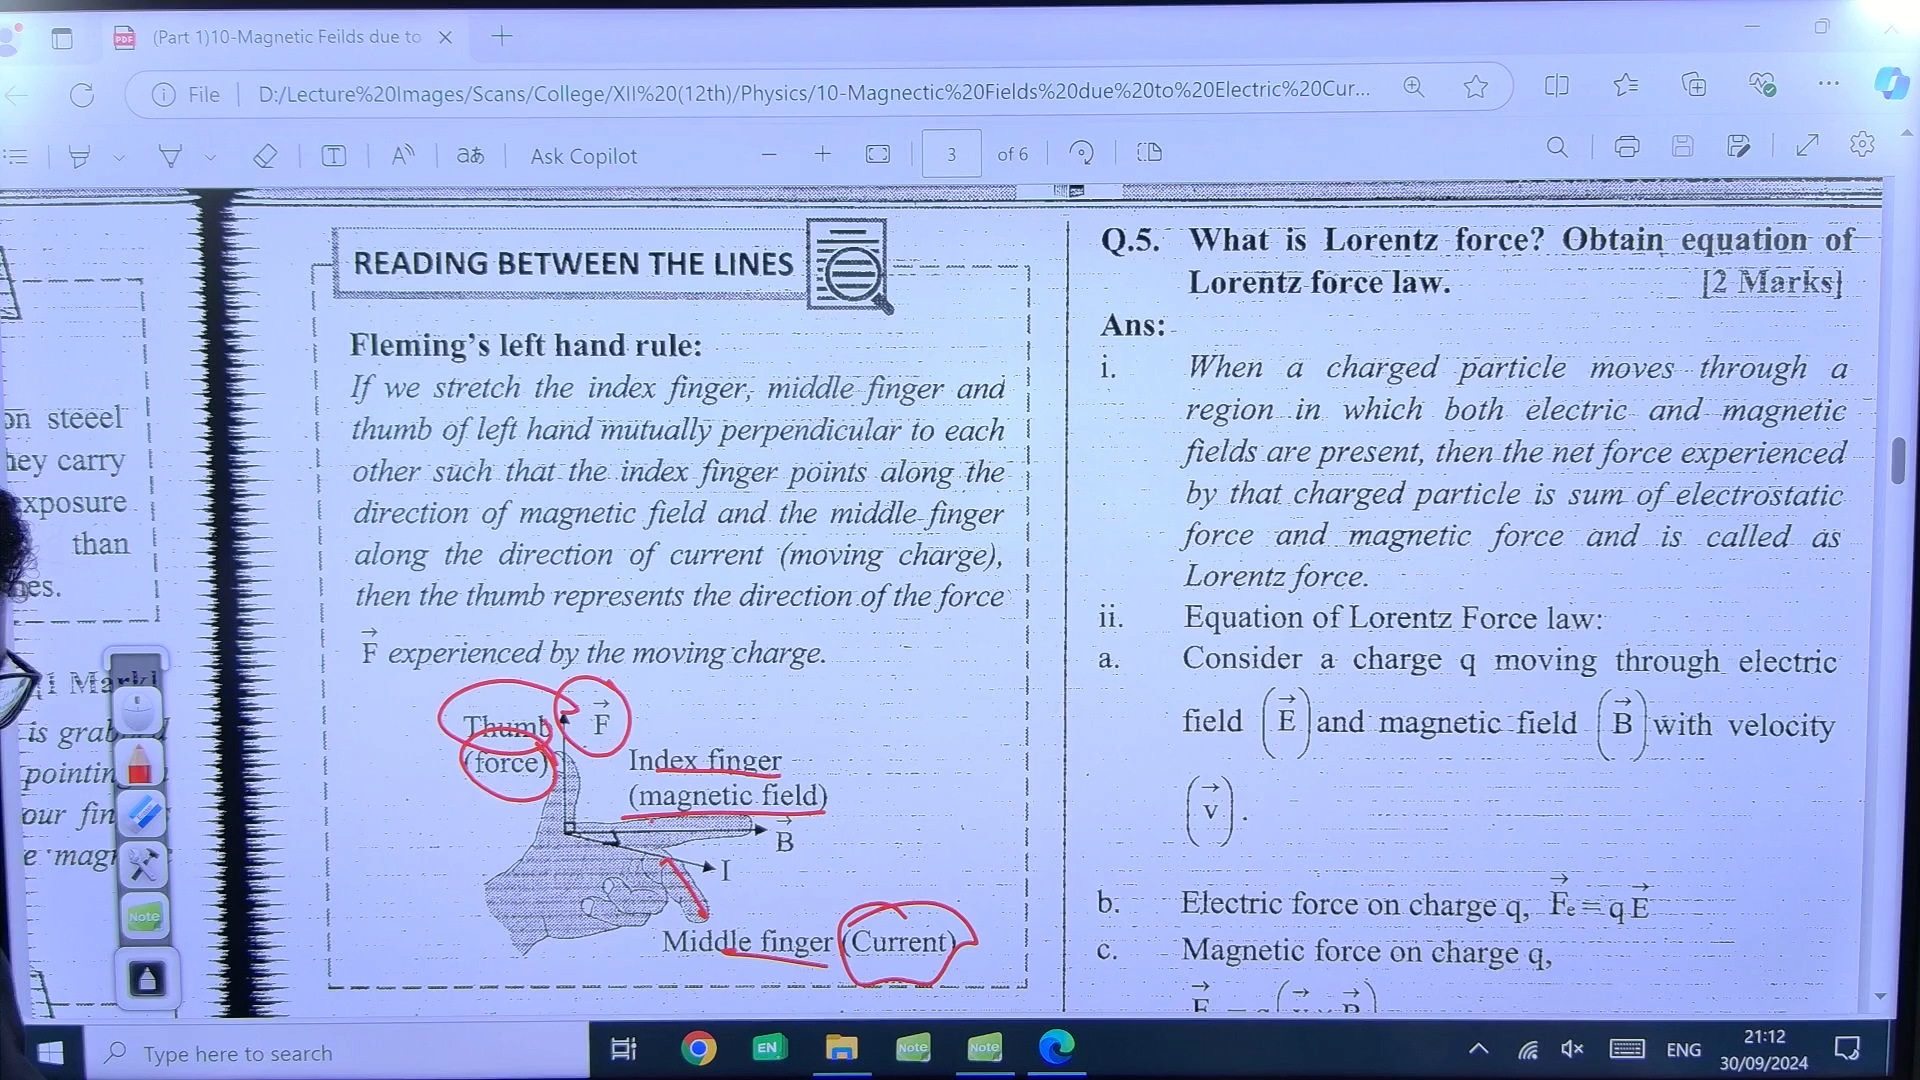 (Part 1)10-Magnetic Feilds due to
File
D:/Lecture%20Images/Scans/College/XII%20(12th)/Physics/10-Magnectic%20Fields%20due%20to%20Electric%20Cur...
Ask Copilot
3 of 6
on steeel
hey carry
exposure
than
READING BETWEEN THE LINES
Fleming's left hand rule:
If we stretch the index finger, middle finger and
thumb of left hand mutually perpendicular to each
other such that the index finger points along the
direction of magnetic field and the middle finger
along the direction of current (moving charge),
then the thumb represents the direction of the force
F⃗ experienced by the moving charge.
Thumb
F⃗
(force)
Index finger
(magnetic field)
B⃗
I
Middle finger (Current)
Q.5. What is Lorentz force? Obtain equation of
Lorentz force law. [2 Marks]
Ans:
i. When a charged particle moves through a
region in which both electric and magnetic
fields are present, then the net force experienced
by that charged particle is sum of electrostatic
force and magnetic force and is called as
Lorentz force.
ii. Equation of Lorentz Force law:
a. Consider a charge q moving through electric
field (E⃗) and magnetic field (B⃗) with velocity
(v⃗).
b. Electric force on charge q, F⃗e = qE⃗
c. Magnetic force on charge q,
is
pointin
our fin
Note
Type here to search
EN
Note
Note
ENG
21:12
30/09/2024